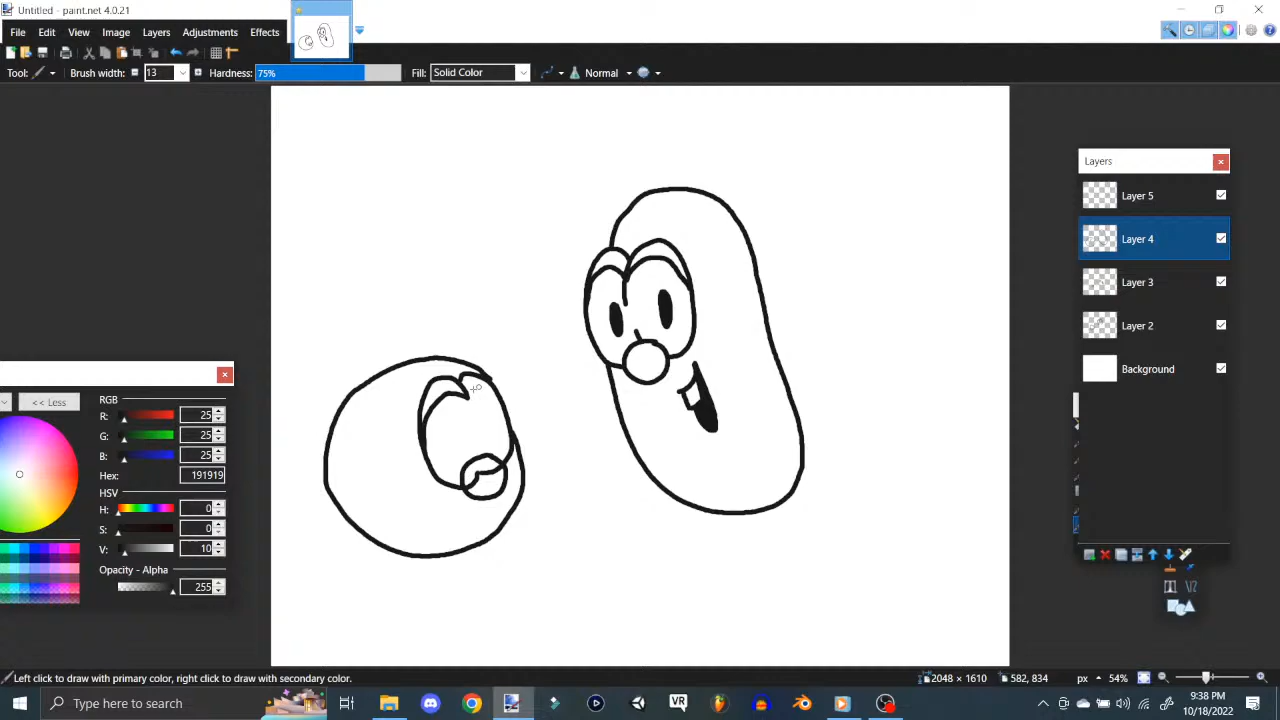 Untitled - paint.net 4.0.21
File Edit View Image Layers Adjustments Effects
Tool: Brush width: 13 Hardness: 75% Fill: Solid Color Normal
Layers
Layer 5
Layer 4
Layer 3
Layer 2
Background
<< Less
RGB
R: 25
G: 25
B: 25
Hex: 191919
HSV
H: 0
S: 0
V: 10
Opacity - Alpha
255
Left click to draw with primary color, right click to draw with secondary color.
2048 × 1610 582, 834 px 54%
Type here to search
VR
9:38 PM
10/18/2022